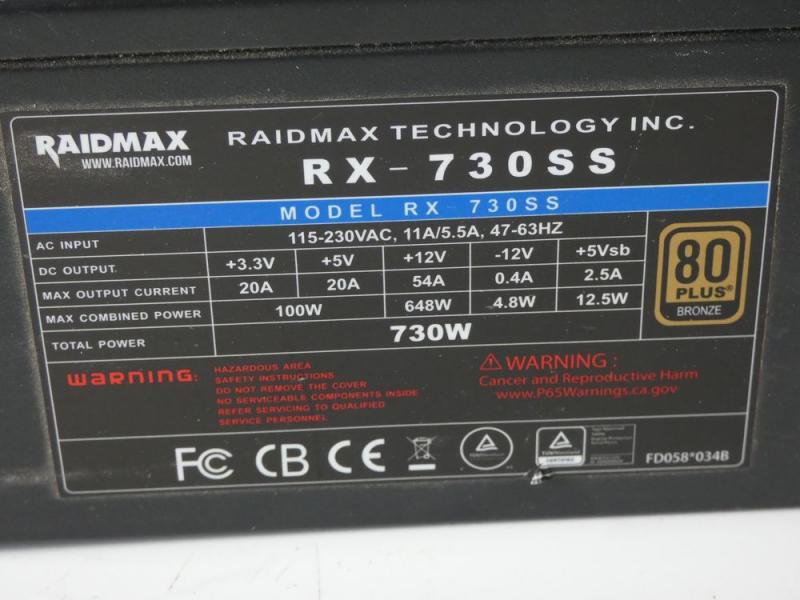 RAIDMAX
WWW.RAIDMAX.COM
RAIDMAX TECHNOLOGY INC.
RX-730SS
MODEL RX-730SS
AC INPUT 115-230VAC, 11A/5.5A, 47-63HZ
DC OUTPUT +3.3V +5V +12V -12V +5Vsb
MAX OUTPUT CURRENT 20A 20A 54A 0.4A 2.5A
MAX COMBINED POWER 100W 648W 4.8W 12.5W
TOTAL POWER 730W
80
PLUS®
BRONZE
WARNING:
HAZARDOUS AREA
SAFETY INSTRUCTIONS
DO NOT REMOVE THE COVER
NO SERVICEABLE COMPONENTS INSIDE
REFER SERVICING TO QUALIFIED
SERVICE PERSONNEL
WARNING :
Cancer and Reproductive Harm
www.P65Warnings.ca.gov
FC CB CE
FD058*034B